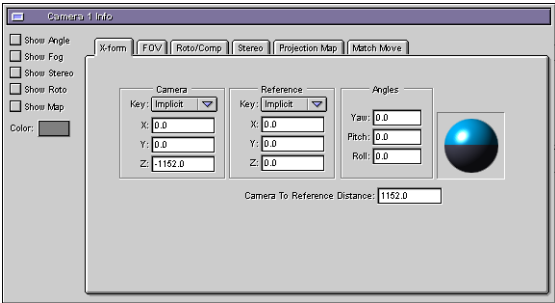 Camera 1 Info
Show Angle
Show Fog
Show Stereo
Show Roto
Show Map
Color:
X-form FOV Roto/Comp Stereo Projection Map Match Move
Camera
Key: Implicit
X: 0.0
Y: 0.0
Z: -1152.0
Reference
Key: Implicit
X: 0.0
Y: 0.0
Z: 0.0
Angles
Yaw: 0.0
Pitch: 0.0
Roll: 0.0
Camera To Reference Distance: 1152.0